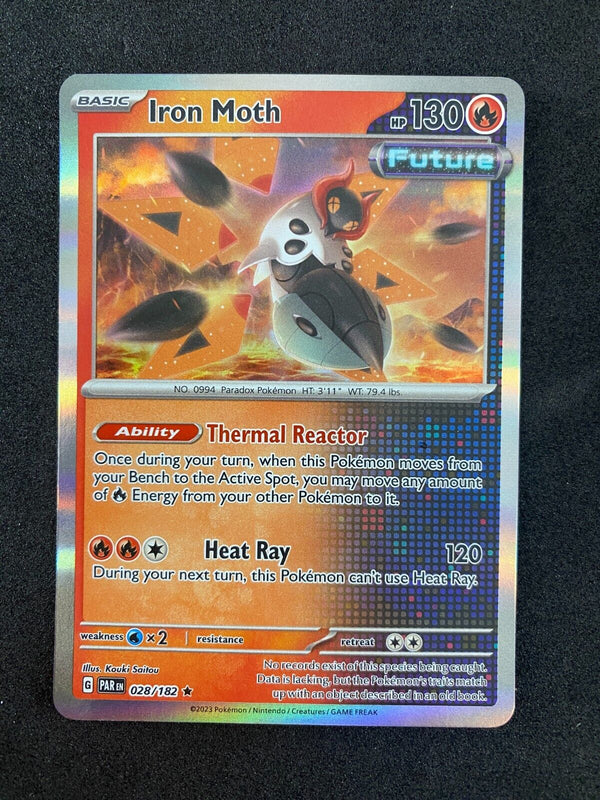 BASIC Iron Moth HP 130
Future
NO. 0994 Paradox Pokémon HT: 3'11" WT: 79.4 lbs.
Ability Thermal Reactor
Once during your turn, when this Pokémon moves from
your Bench to the Active Spot, you may move any amount
of Energy from your other Pokémon to it.
Heat Ray 120
During your next turn, this Pokémon can't use Heat Ray.
weakness ×2 resistance retreat
Illus. Kouki Saitou
No records exist of this species being caught.
Data is lacking, but the Pokémon's traits match
up with an object described in an old book.
G PAR EN 028/182
©2023 Pokémon / Nintendo / Creatures / GAME FREAK